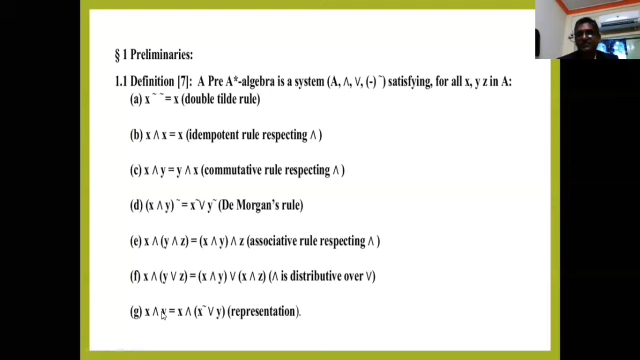 § 1 Preliminaries:
1.1 Definition [7]: A Pre A*-algebra is a system (A, ∧, ∨, (-)˜) satisfying, for all x, y z in A:
(a) x˜ ˜ = x (double tilde rule)
(b) x ∧ x = x (idempotent rule respecting ∧ )
(c) x ∧ y = y ∧ x (commutative rule respecting ∧ )
(d) (x ∧ y)˜ = x˜ ∨ y˜ (De Morgan's rule)
(e) x ∧ (y ∧ z) = (x ∧ y) ∧ z (associative rule respecting ∧ )
(f) x ∧ (y ∨ z) = (x ∧ y) ∨ (x ∧ z) (∧ is distributive over ∨)
(g) x ∧ y = x ∧ (x˜ ∨ y) (representation).